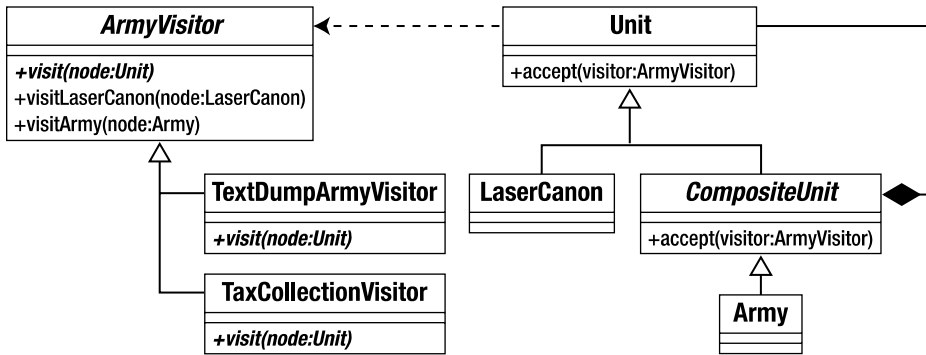 ArmyVisitor
+visit(node:Unit)
+visitLaserCanon(node:LaserCanon)
+visitArmy(node:Army)
Unit
+accept(visitor:ArmyVisitor)
TextDumpArmyVisitor
+visit(node:Unit)
TaxCollectionVisitor
+visit(node:Unit)
LaserCanon
CompositeUnit
+accept(visitor:ArmyVisitor)
Army